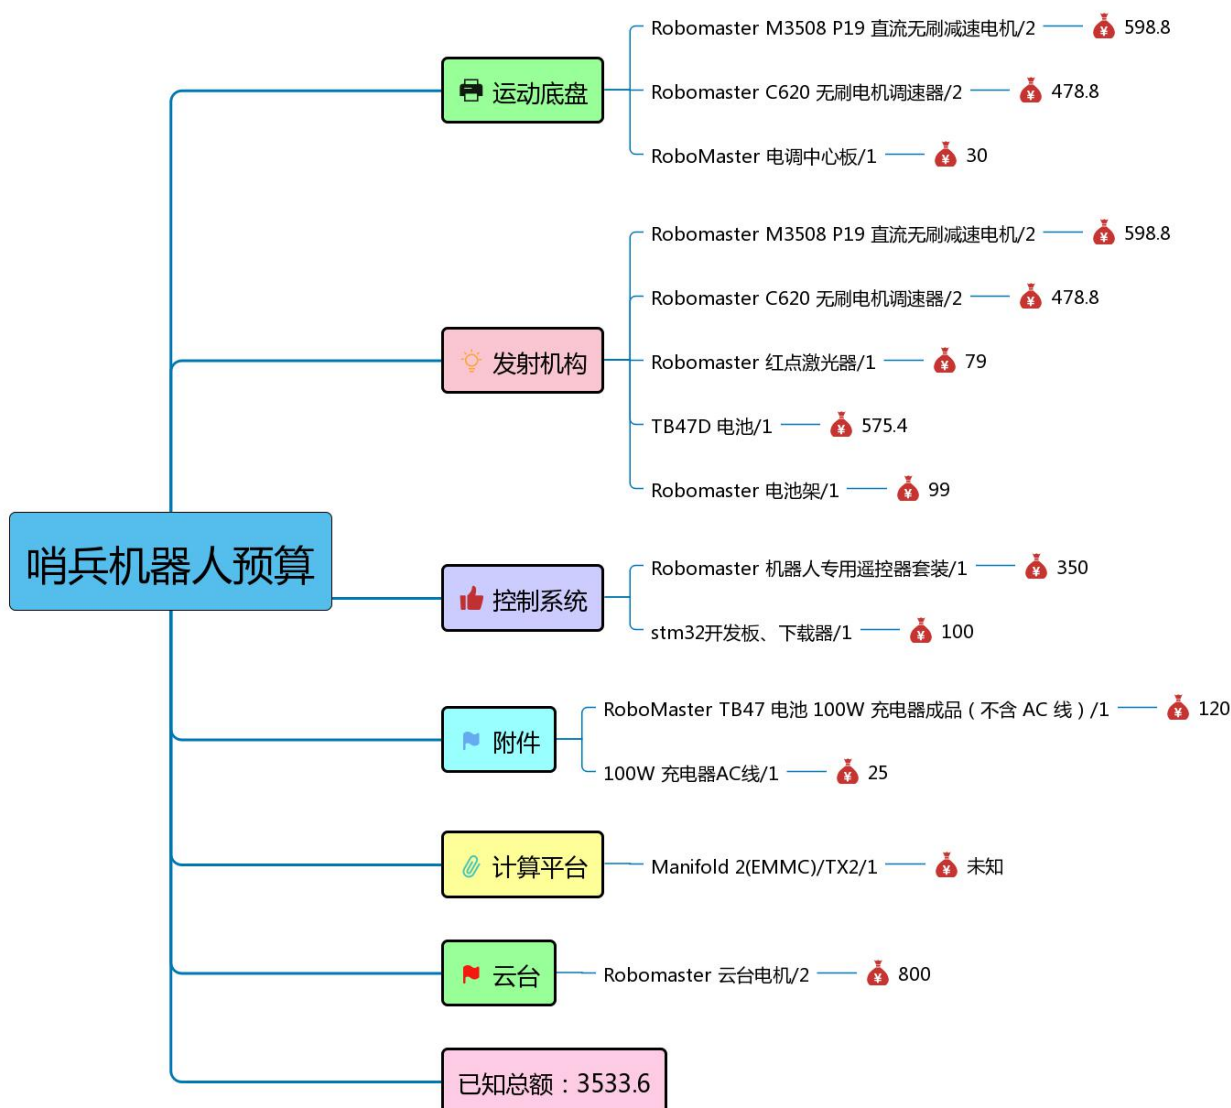 哨兵机器人预算
运动底盘
Robomaster M3508 P19 直流无刷减速电机/2 ¥ 598.8
Robomaster C620 无刷电机调速器/2 ¥ 478.8
RoboMaster 电调中心板/1 ¥ 30
发射机构
Robomaster M3508 P19 直流无刷减速电机/2 ¥ 598.8
Robomaster C620 无刷电机调速器/2 ¥ 478.8
Robomaster 红点激光器/1 ¥ 79
TB47D 电池/1 ¥ 575.4
Robomaster 电池架/1 ¥ 99
控制系统
Robomaster 机器人专用遥控器套装/1 ¥ 350
stm32开发板、下载器/1 ¥ 100
附件
RoboMaster TB47 电池 100W 充电器成品 ( 不含 AC 线 ) /1 ¥ 120
100W 充电器AC线/1 ¥ 25
计算平台
Manifold 2(EMMC)/TX2/1 ¥ 未知
云台
Robomaster 云台电机/2 ¥ 800
已知总额：3533.6